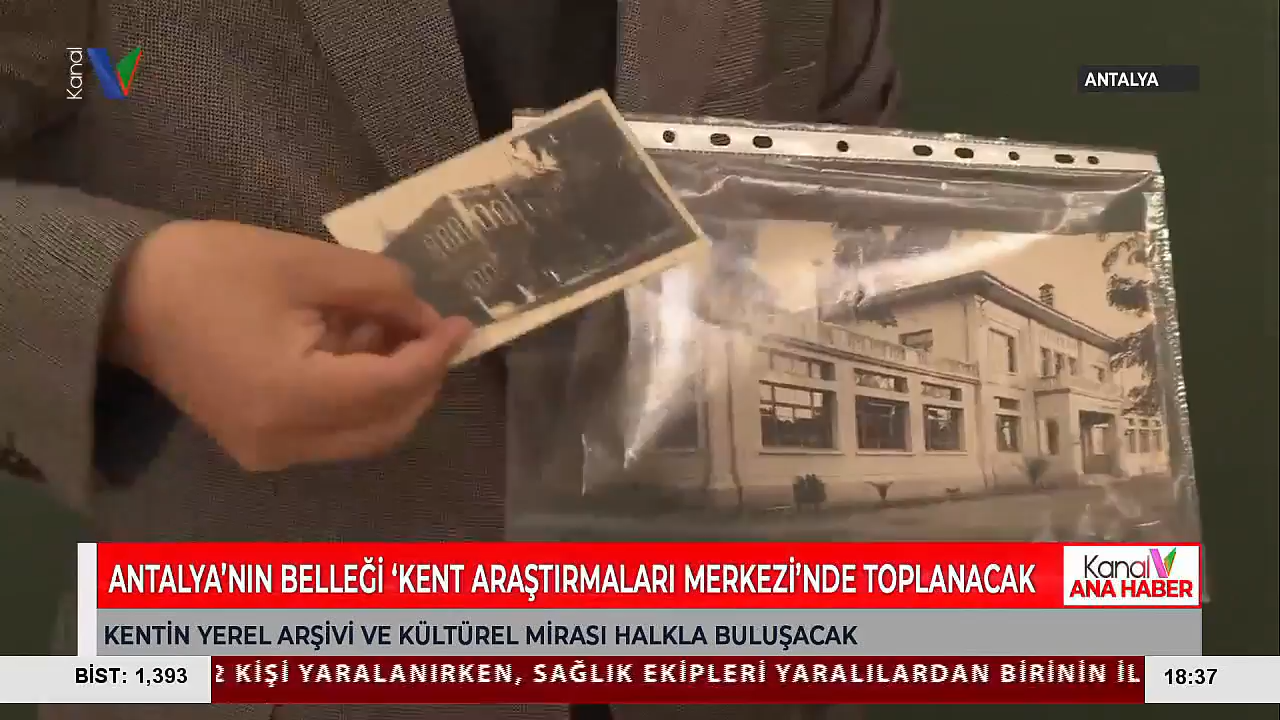 Kanal
ANTALYA
ANTALYA'NIN BELLEĞİ ‘KENT ARAŞTIRMALARI MERKEZİ’NDE TOPLANACAK
Kanal
ANA HABER
KENTİN YEREL ARŞİVİ VE KÜLTÜREL MİRASI HALKLA BULUŞACAK
BİST: 1,393
2 KİŞİ YARALANIRKEN, SAĞLIK EKİPLERİ YARALILARDAN BİRİNİN İL
18:37